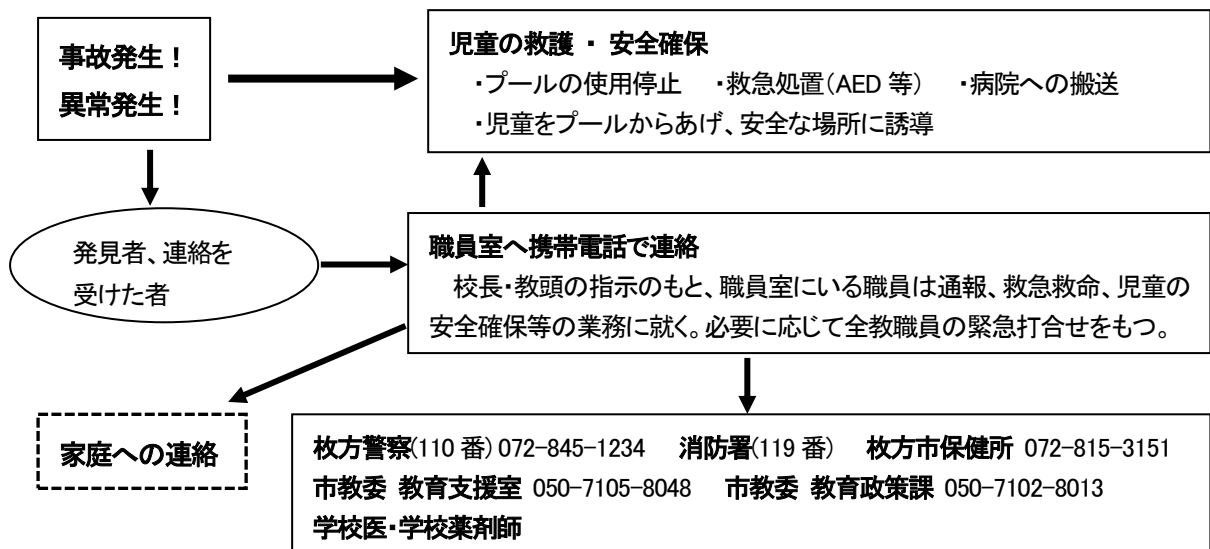 事故発生！
異常発生！
児童の救護 ・ 安全確保
・プールの使用停止 ・救急処置（AED 等） ・病院への搬送
・児童をプールからあげ、安全な場所に誘導
発見者、連絡を
受けた者
職員室へ携帯電話で連絡
校長・教頭の指示のもと、職員室にいる職員は通報、救急救命、児童の
安全確保等の業務に就く。必要に応じて全教職員の緊急打合せをもつ。
家庭への連絡
枚方警察(110 番) 072-845-1234 消防署(119 番) 枚方市保健所 072-815-3151
市教委 教育支援室 050-7105-8048 市教委 教育政策課 050-7102-8013
学校医・学校薬剤師